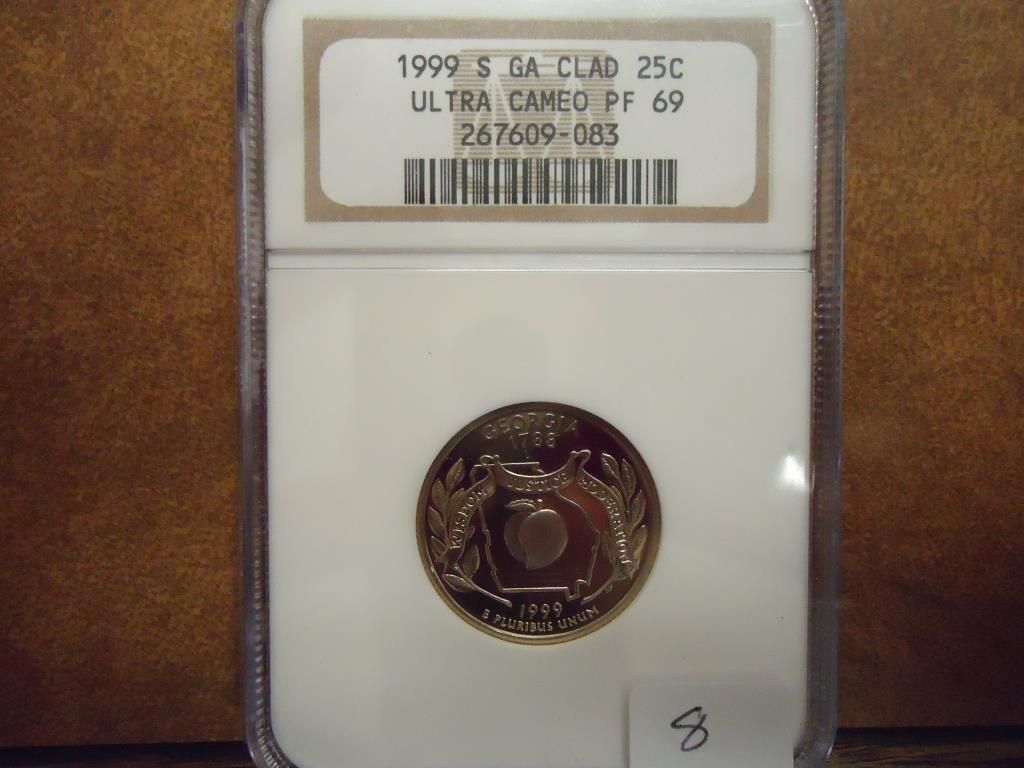 1999 S GA CLAD 25C
ULTRA CAMEO PF 69
267609-083
GEORGIA
1788
WISDOM JUSTICE MODERATION
1999
E PLURIBUS UNUM
8